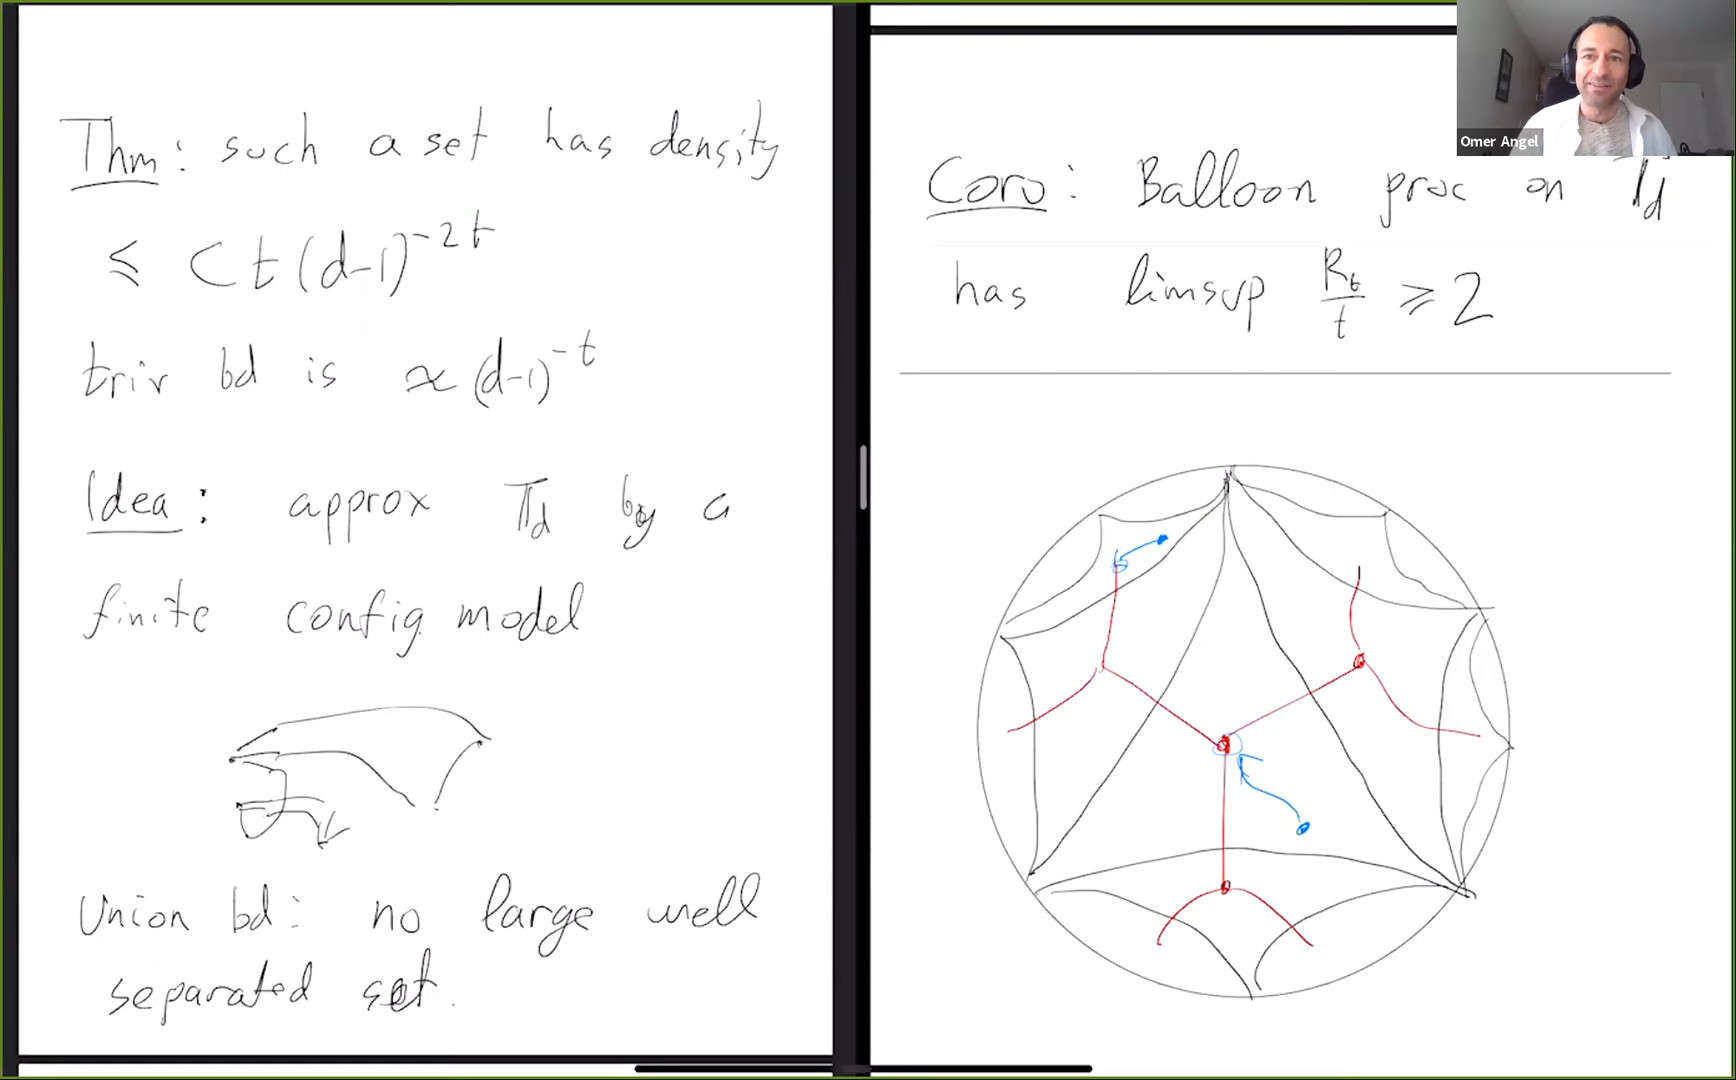 Thm: such a set has density
≤ Ct(d-1)^{-2t}
triv bd is ≈ (d-1)^{-t}
Idea: approx 𝕋_d by a
finite config model
Union bd: no large well
separated set.
Omer Angel
Coro: Balloon proc on 𝕋_d
has limsup R_t/t ≥ 2